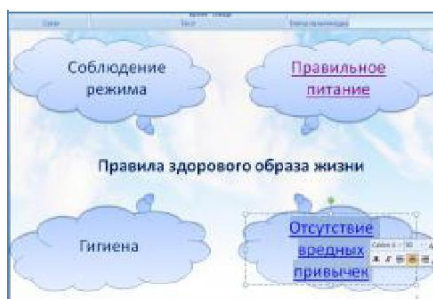 Соблюдение
режима
Правильное
питание
Правила здорового образа жизни
Гигиена
Отсутствие
вредных
привычек